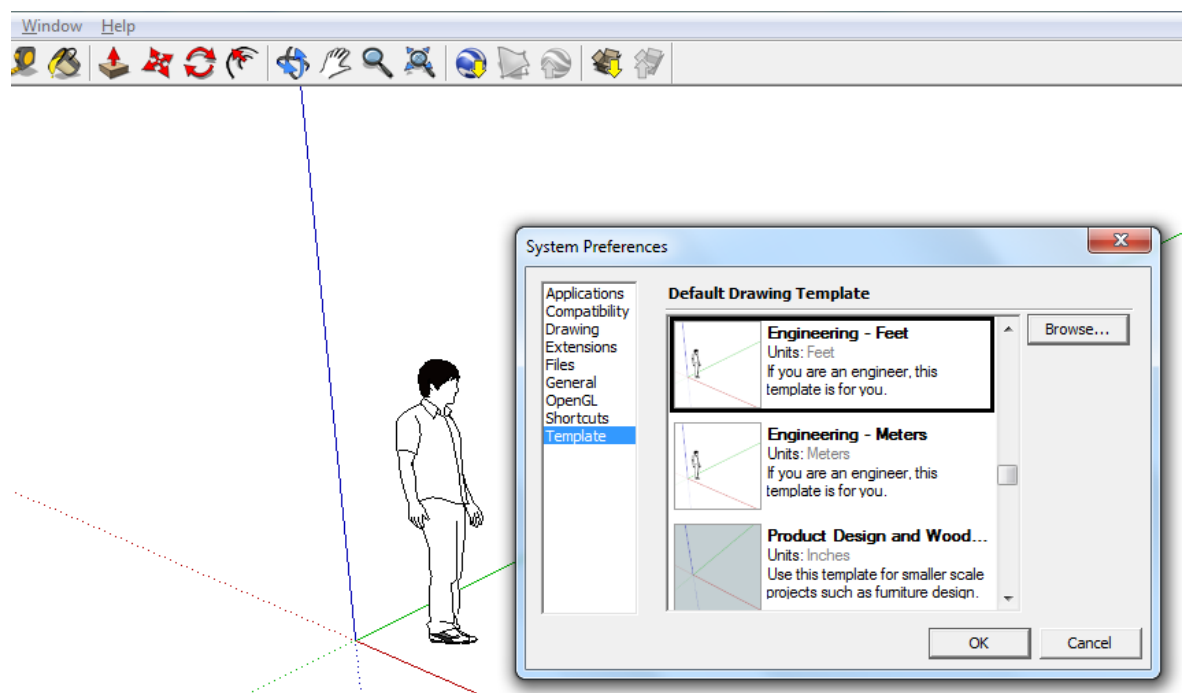 Window Help
System Preferences
Applications
Compatibility
Drawing
Extensions
Files
General
OpenGL
Shortcuts
Template
Default Drawing Template
Engineering - Feet
Units: Feet
If you are an engineer, this
template is for you.
Engineering - Meters
Units: Meters
If you are an engineer, this
template is for you.
Product Design and Wood...
Units: Inches
Use this template for smaller scale
projects such as furniture design.
Browse...
OK
Cancel